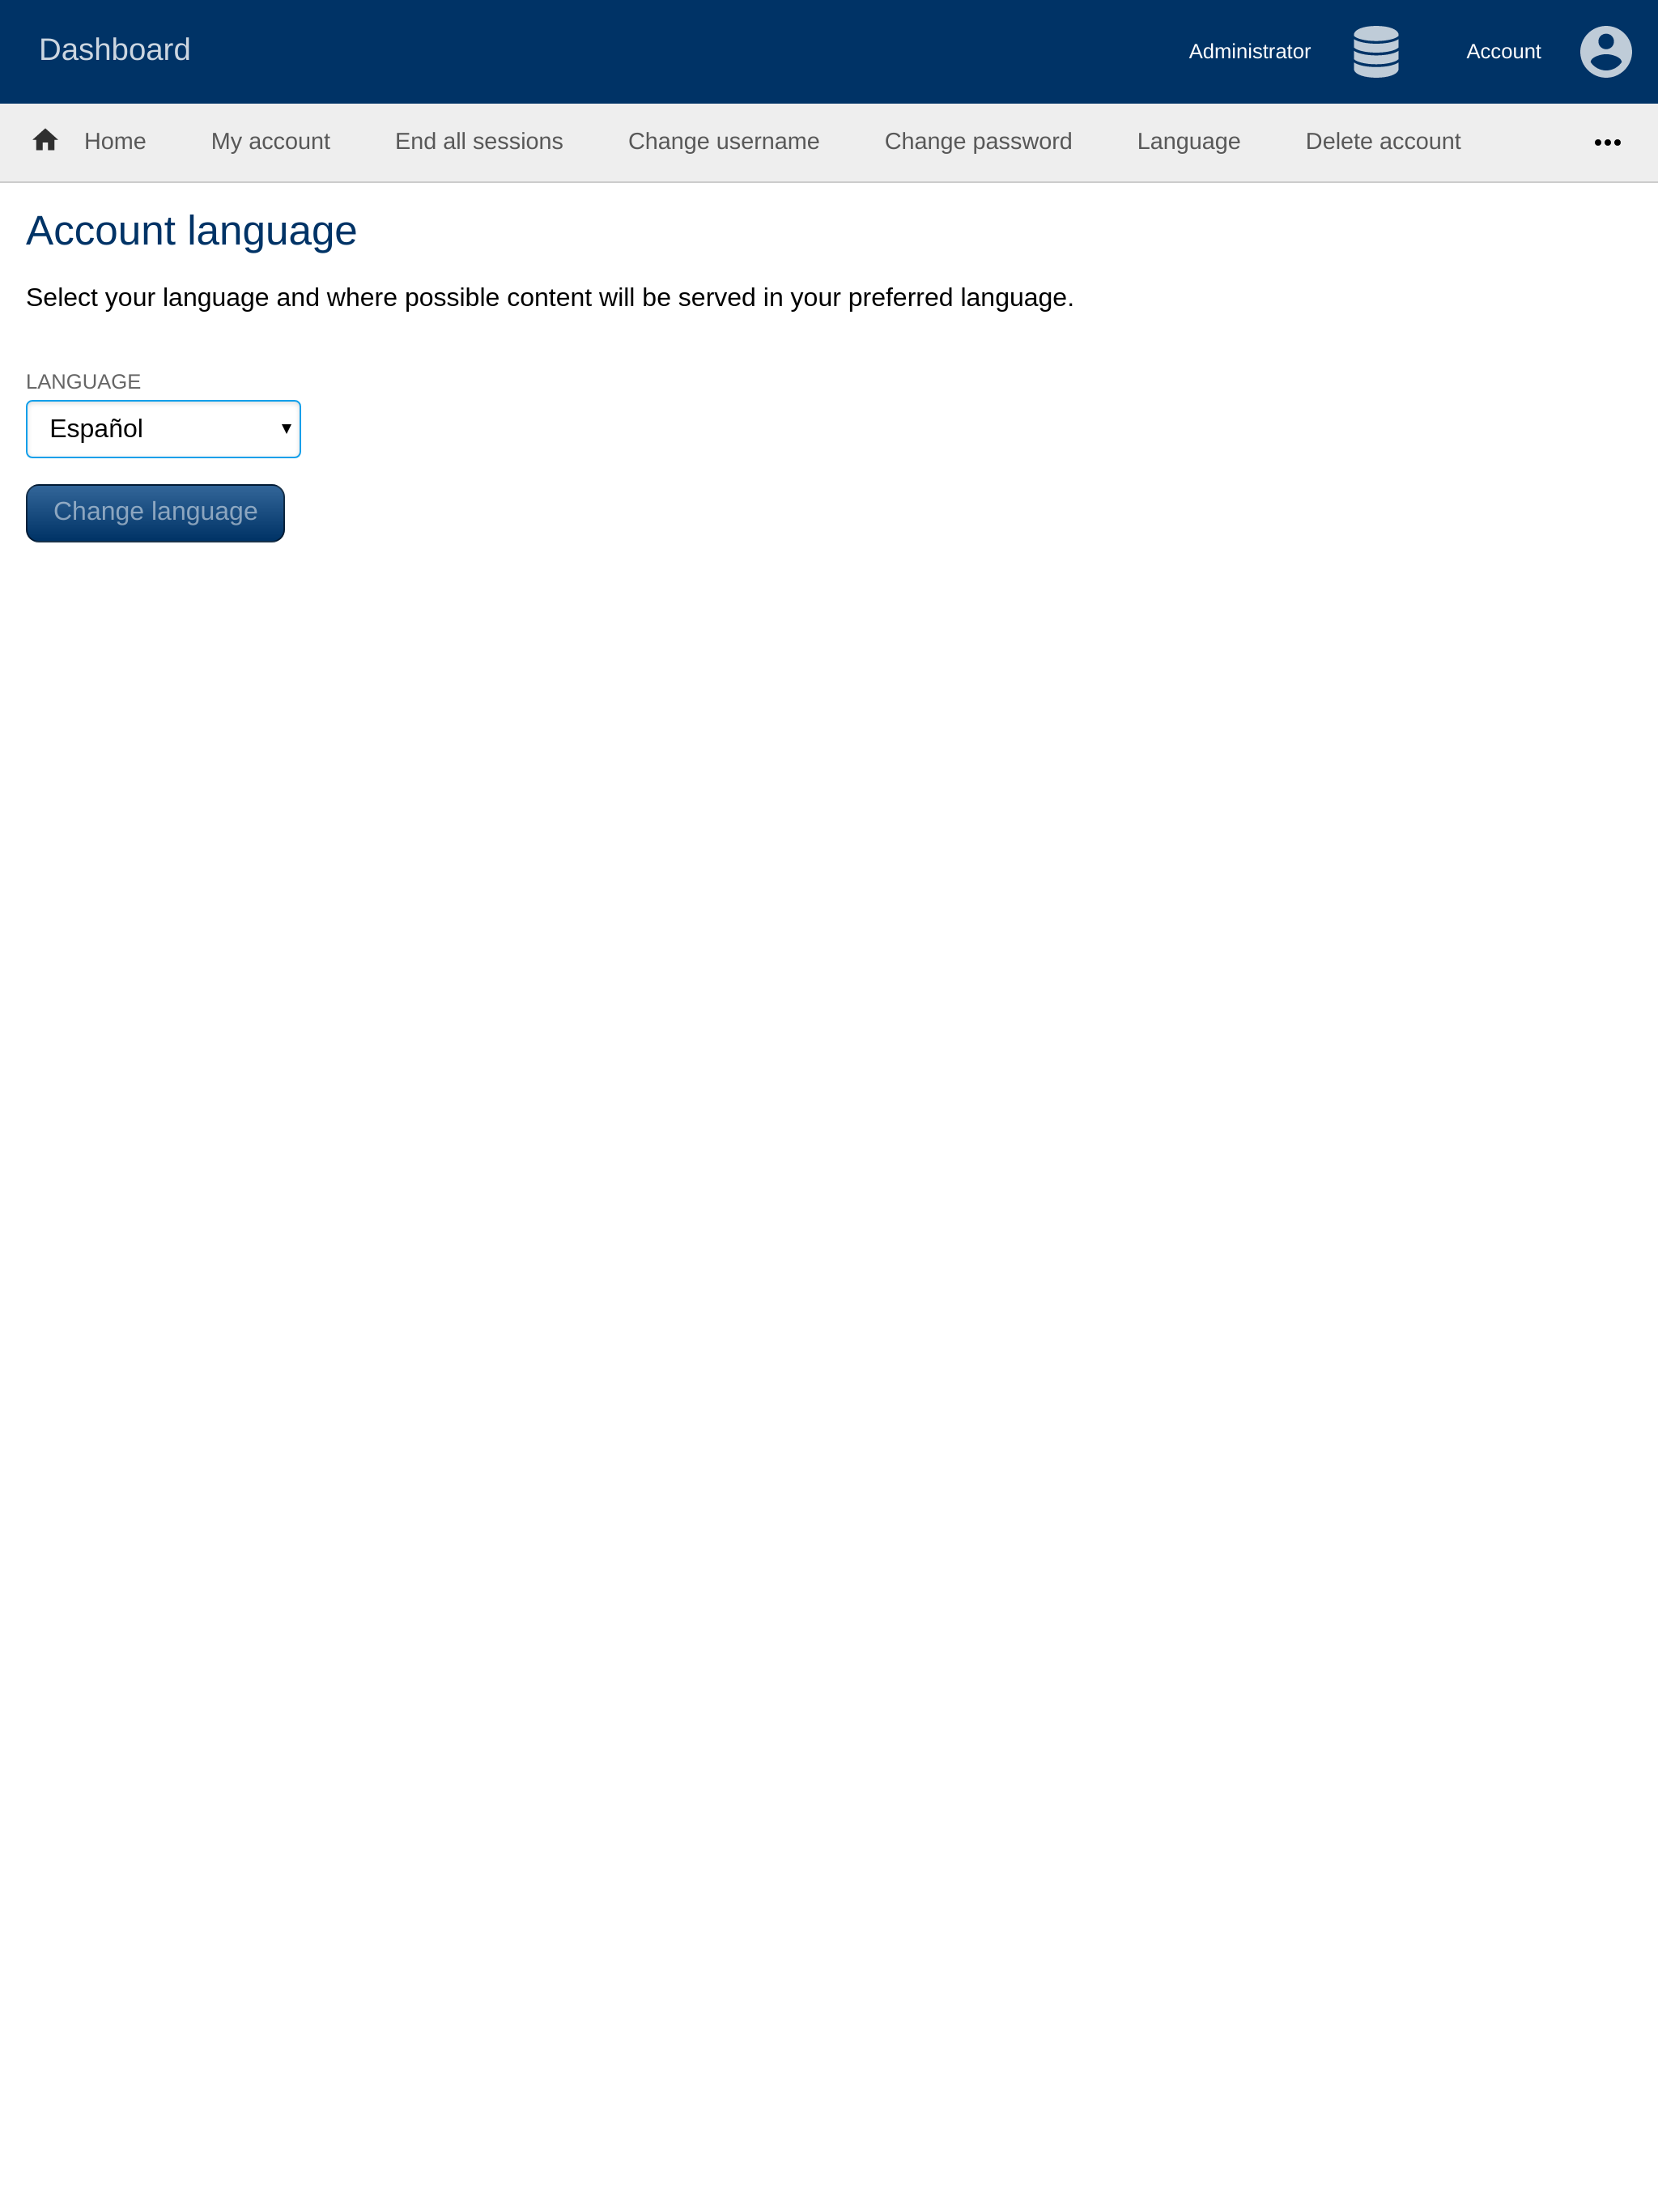 Dashboard
Administrator
Account
Home
My account
End all sessions
Change username
Change password
Language
Delete account
Account language
Select your language and where possible content will be served in your preferred language.
LANGUAGE
Español
Change language